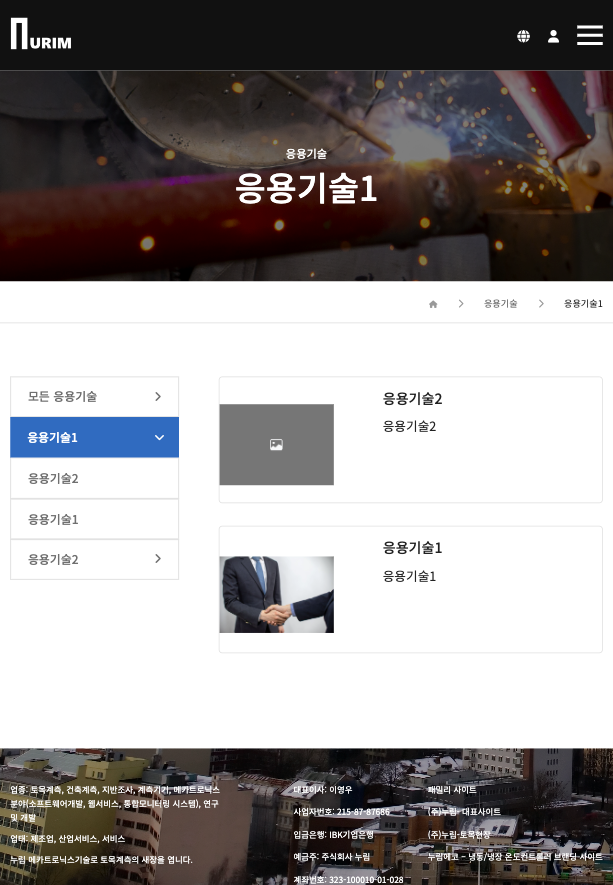 NURIM
응용기술
응용기술1
응용기술
응용기술1
모든 응용기술
응용기술1
응용기술2
응용기술1
응용기술2
응용기술2
응용기술2
응용기술1
응용기술1
업종: 토목계측, 건축계측, 지반조사, 계측기기, 메카트로닉스
분야(소프트웨어개발, 웹서비스, 통합모니터링 시스템), 연구
및 개발
업태: 제조업, 산업서비스, 서비스
누림 메카트로닉스기술로 토목계측의 새장을 엽니다.
대표이사: 이영우
사업자번호: 215-87-87686
입금은행: IBK기업은행
예금주: 주식회사 누림
계좌번호: 323-100010-01-028
패밀리 사이트
(주)누림- 대표사이트
(주)누림-토목현장
누림에코 – 냉동/냉장 온도컨트롤러 브랜딩 사이트